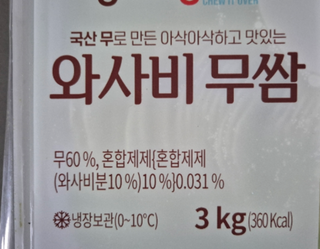 국산 무로 만든 아삭아삭하고 맛있는
와사비 무쌈
무60 %, 혼합제제{혼합제제
(와사비분10 %)10 %}0.031 %
냉장보관(0~10℃) 3 kg(360 Kcal)